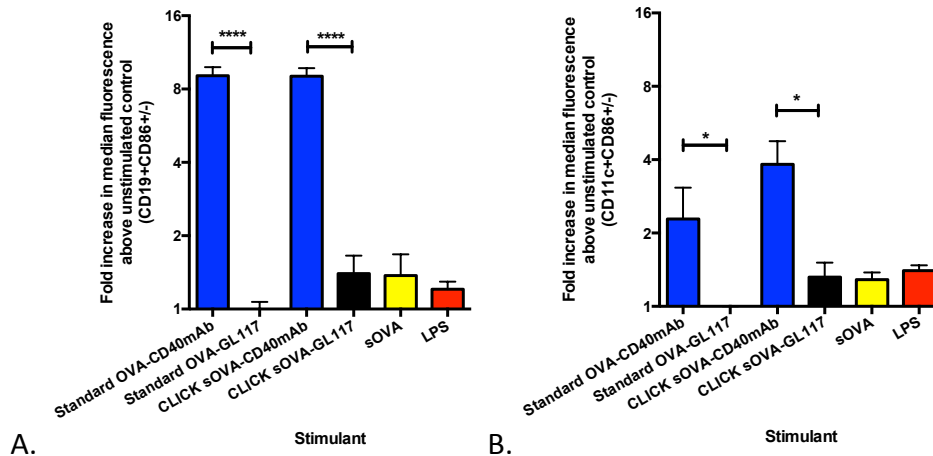 Fold increase in median fluorescence
above unstimulated control
(CD19+CD86+/-)
16
8
4
2
1
****
****
Standard OVA-CD40mAb
Standard OVA-GL117
CLICK sOVA-CD40mAb
CLICK sOVA-GL117
sOVA
LPS
Stimulant
A.
Fold increase in median fluorescence
above unstimulated control
(CD11c+CD86+/-)
16
8
4
2
1
*
*
Standard OVA-CD40mAb
Standard OVA-GL117
CLICK sOVA-CD40mAb
CLICK sOVA-GL117
sOVA
LPS
Stimulant
B.